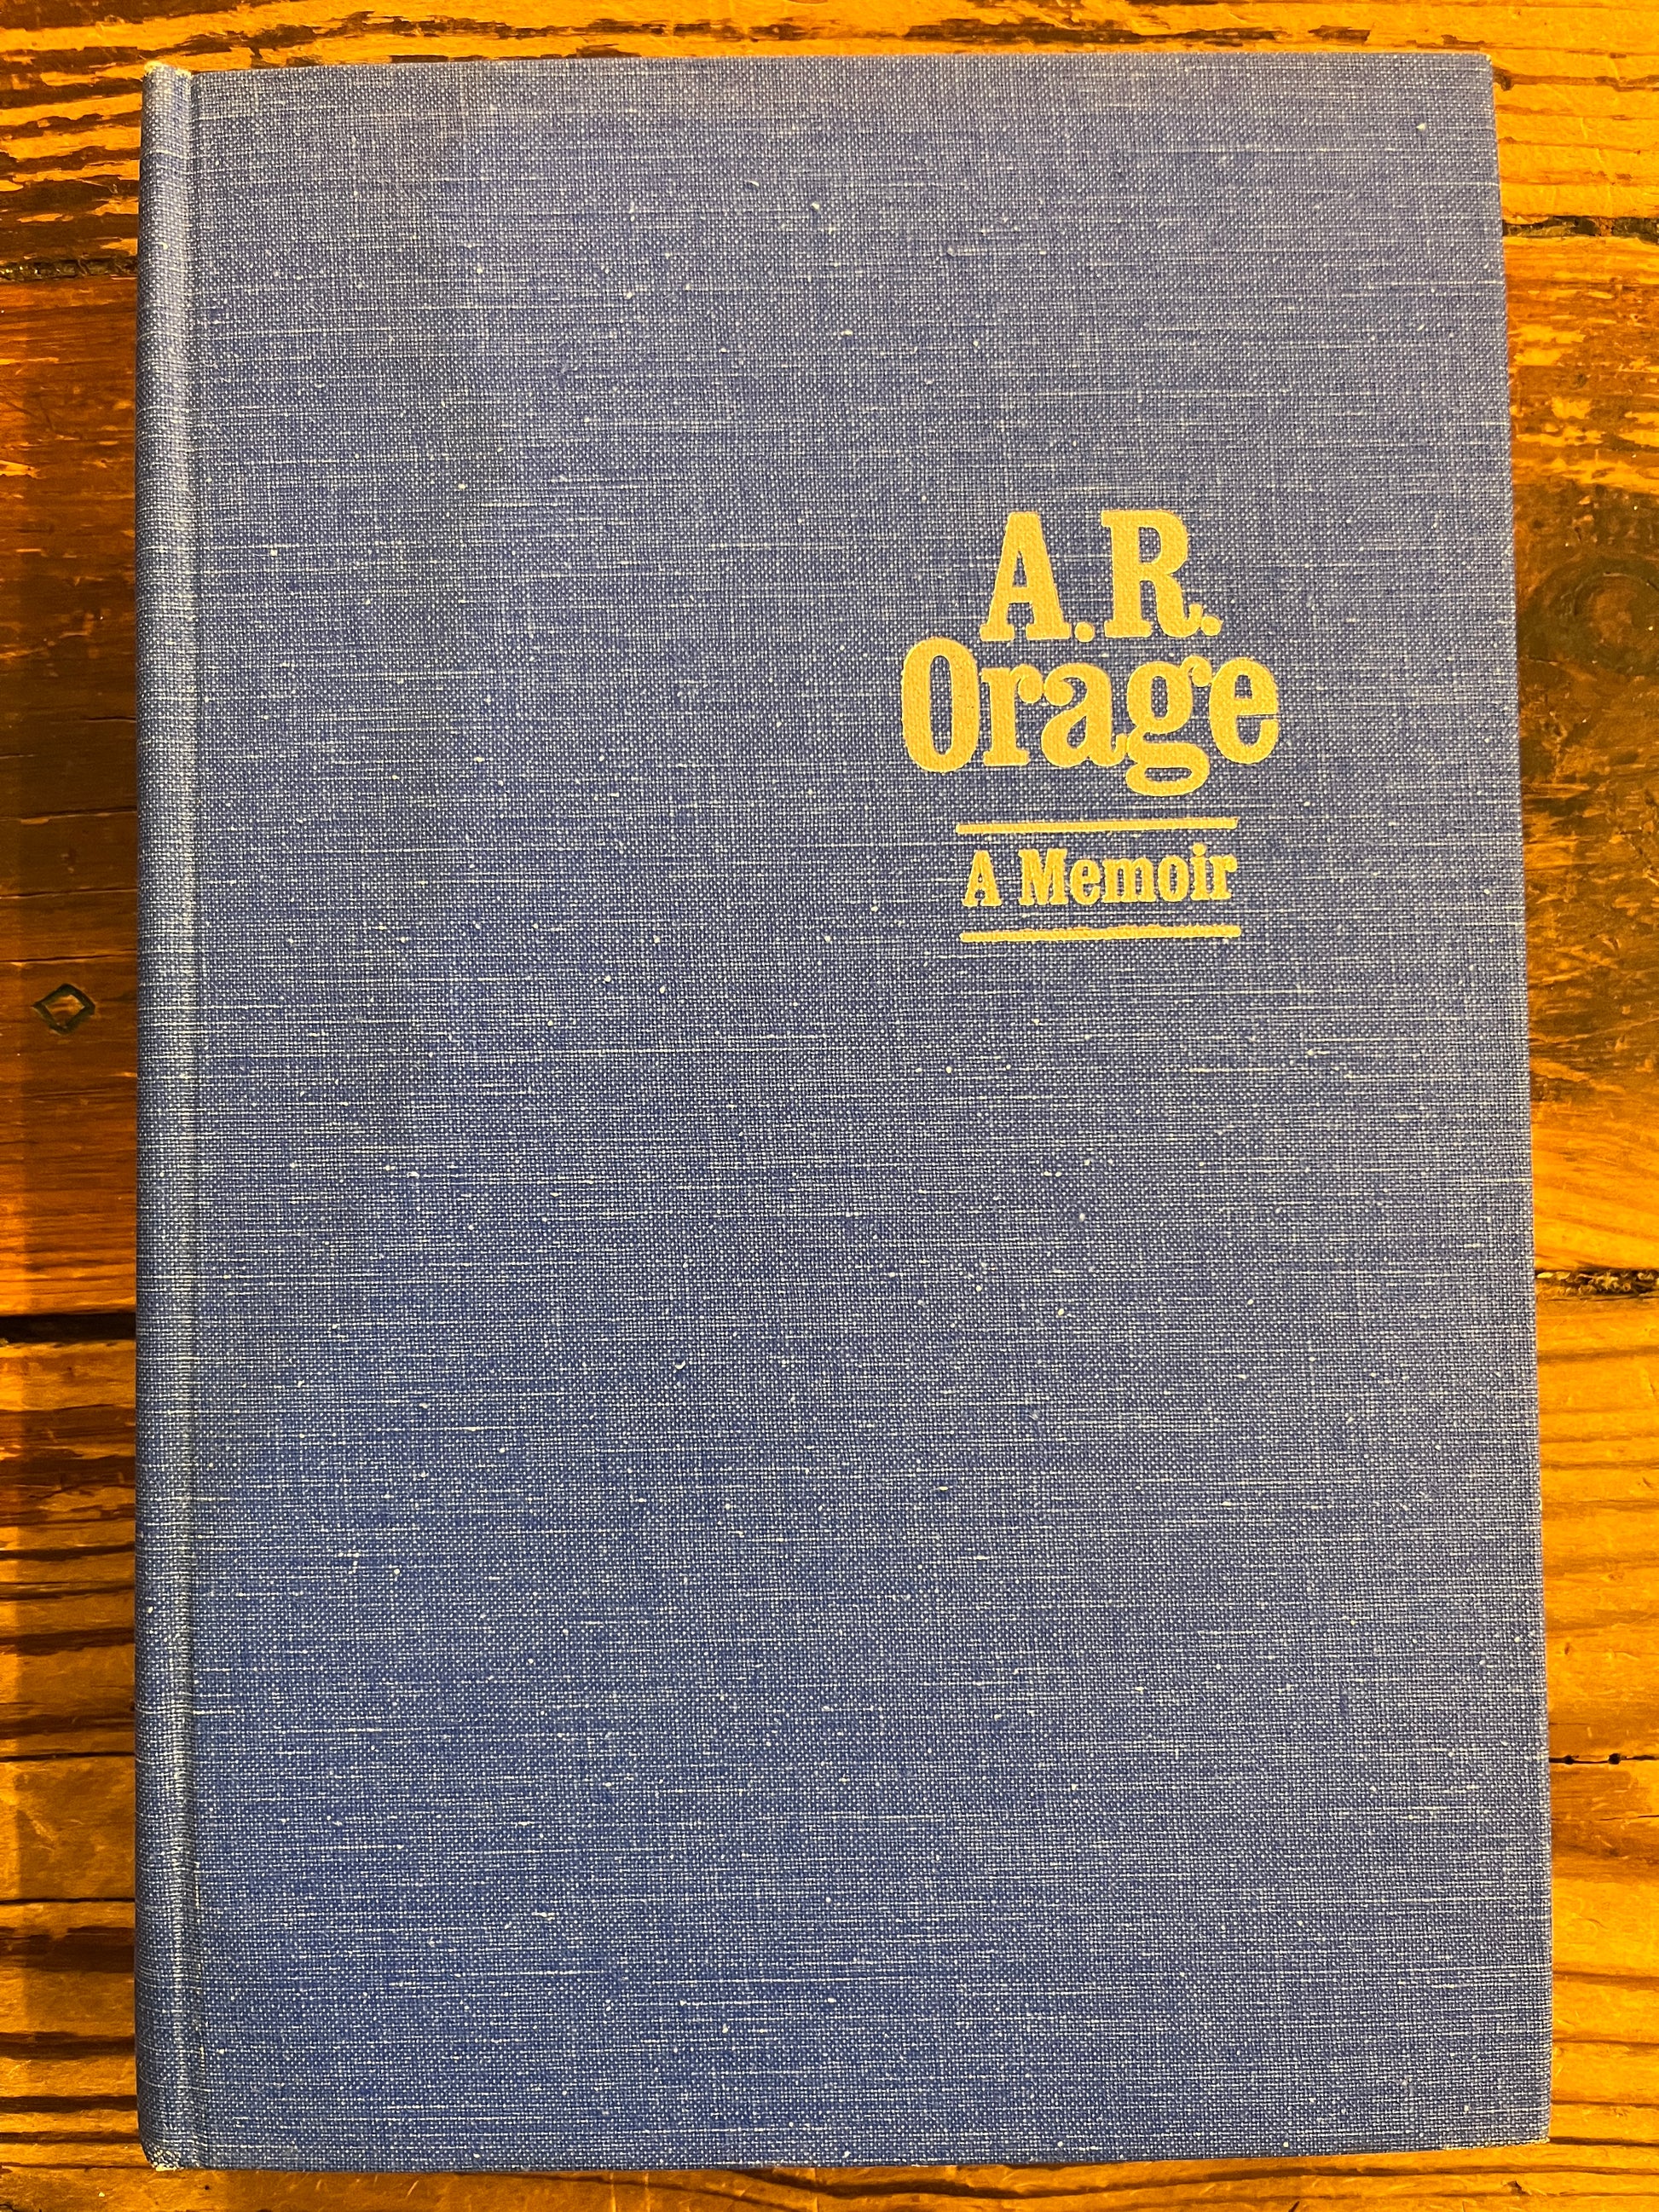 A. R.
Orage
A Memoir